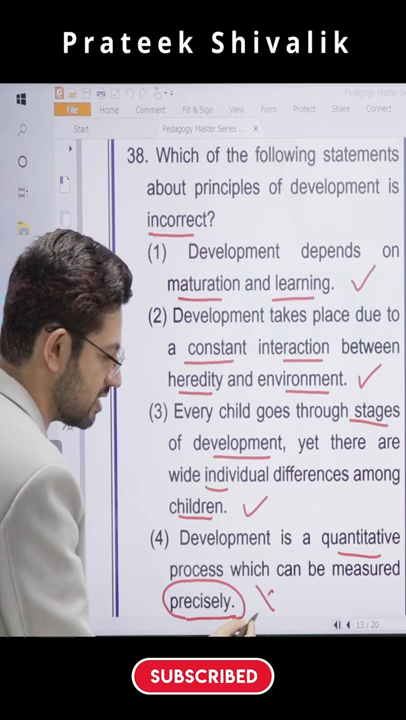 Prateek Shivalik
Prateek Shivalik
File Home Comment Fill & Sign View Form Protect Share Connect
Start Pedagogy Master Series ... ×
38. Which of the following statements
about principles of development is
incorrect?
(1) Development depends on
maturation and learning.
(2) Development takes place due to
a constant interaction between
heredity and environment.
(3) Every child goes through stages
of development, yet there are
wide individual differences among
children.
(4) Development is a quantitative
process which can be measured
precisely.
13 / 20
SUBSCRIBED